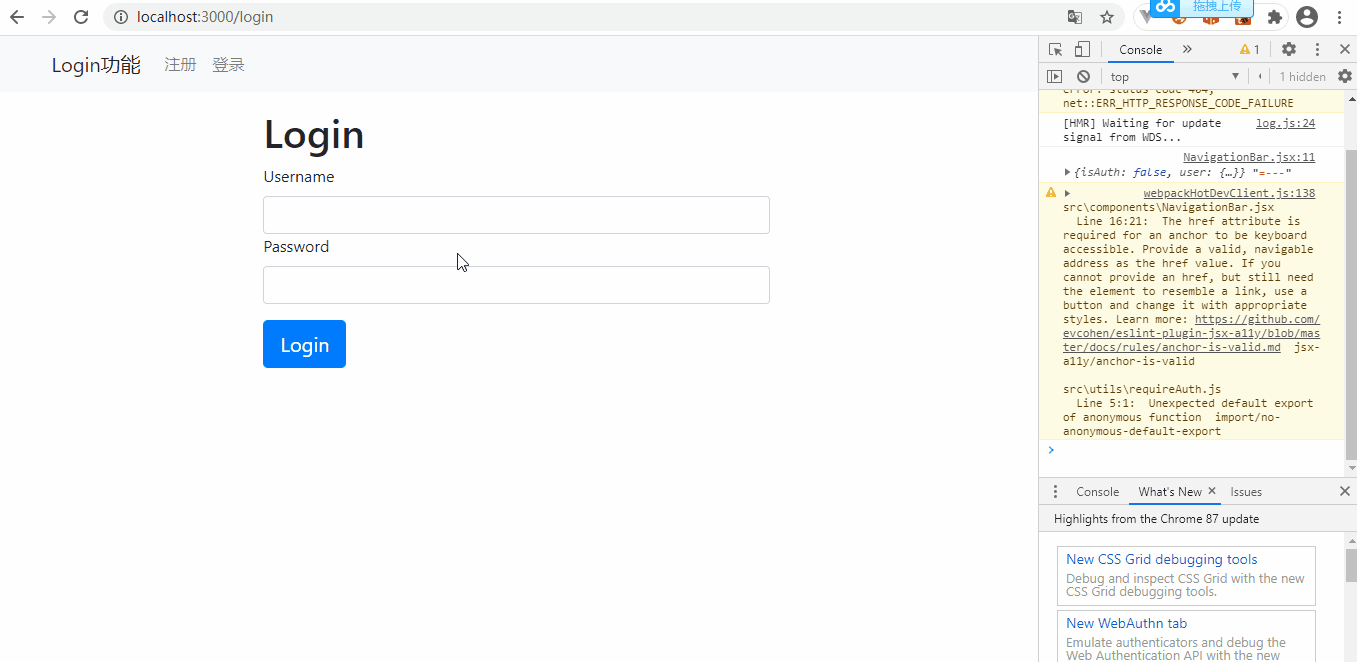 localhost:3000/login
拖拽上传
Login功能 注册 登录
Login
Username
Password
Login
Console
1
top
1 hidden
error: status code 404,
net::ERR_HTTP_RESPONSE_CODE_FAILURE
[HMR] Waiting for update log.js:24
signal from WDS...
NavigationBar.jsx:11
{isAuth: false, user: {…}} "=---"
webpackHotDevClient.js:138
src\components\NavigationBar.jsx
Line 16:21: The href attribute is
required for an anchor to be keyboard
accessible. Provide a valid, navigable
address as the href value. If you
cannot provide an href, but still need
the element to resemble a link, use a
button and change it with appropriate
styles. Learn more: https://github.com/
evcohen/eslint-plugin-jsx-a11y/blob/mas
ter/docs/rules/anchor-is-valid.md jsx-
a11y/anchor-is-valid
src\utils\requireAuth.js
Line 5:1: Unexpected default export
of anonymous function import/no-
anonymous-default-export
Console What's New Issues
Highlights from the Chrome 87 update
New CSS Grid debugging tools
Debug and inspect CSS Grid with the new
CSS Grid debugging tools.
New WebAuthn tab
Emulate authenticators and debug the
Web Authentication API with the new